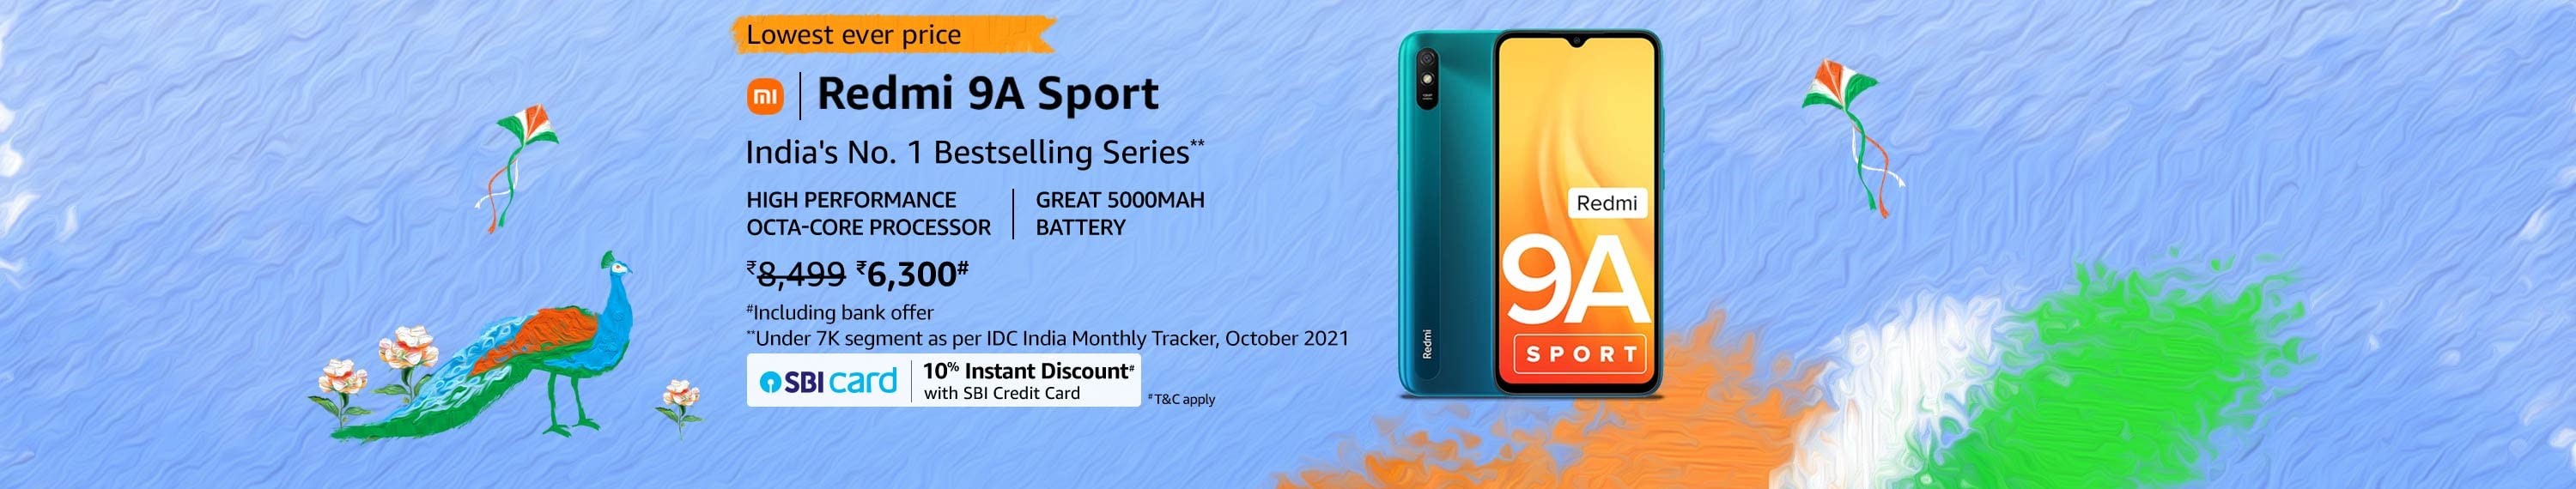 Lowest ever price
mi | Redmi 9A Sport
India's No. 1 Bestselling Series**
HIGH PERFORMANCE
OCTA-CORE PROCESSOR
GREAT 5000MAH
BATTERY
₹8,499 ₹6,300#
#Including bank offer
**Under 7K segment as per IDC India Monthly Tracker, October 2021
SBI card
10% Instant Discount#
with SBI Credit Card
#T&C apply
Redmi
Redmi
9A
SPORT